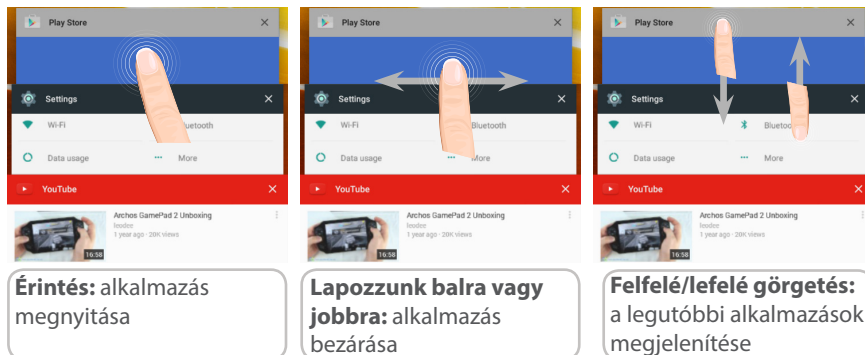 Play Store
Settings
Wi-Fi
uetooth
Data usage
More
YouTube
Archos GamePad 2 Unboxing
1 year ago · 20K views
16:58
Érintés: alkalmazás
megnyitása
Play Store
Settings
Wi-Fi
Bluetooth
Data usage
More
YouTube
Archos GamePad 2 Unboxing
1 year ago · 20K views
16:58
Lapozzunk balra vagy
jobbra: alkalmazás
bezárása
Play Store
Settings
Wi-Fi
Bluetoo
Data usage
More
YouTube
Archos GamePad 2 Unboxing
1 year ago · 20K views
16:58
Felfelé/lefelé görgetés:
a legutóbbi alkalmazások
megjelenítése